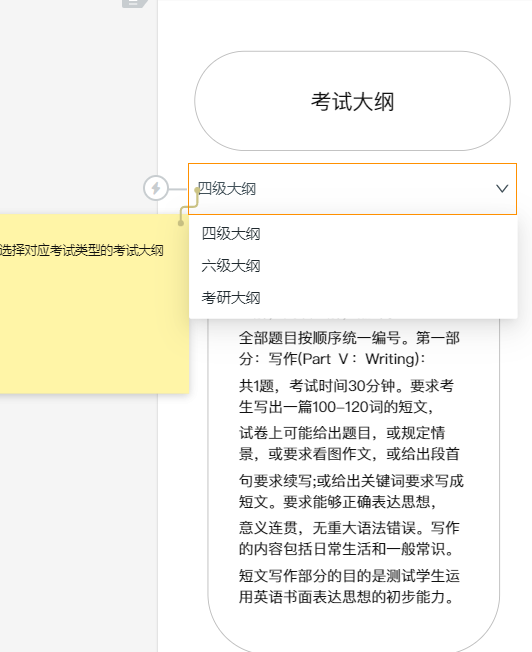 考试大纲
四级大纲
选择对应考试类型的考试大纲
四级大纲
六级大纲
考研大纲
全部题目按顺序统一编号。第一部
分：写作(Part V：Writing)：
共1题，考试时间30分钟。要求考
生写出一篇100-120词的短文，
试卷上可能给出题目，或规定情
景，或要求看图作文，或给出段首
句要求续写;或给出关键词要求写成
短文。要求能够正确表达思想，
意义连贯，无重大语法错误。写作
的内容包括日常生活和一般常识。
短文写作部分的目的是测试学生运
用英语书面表达思想的初步能力。